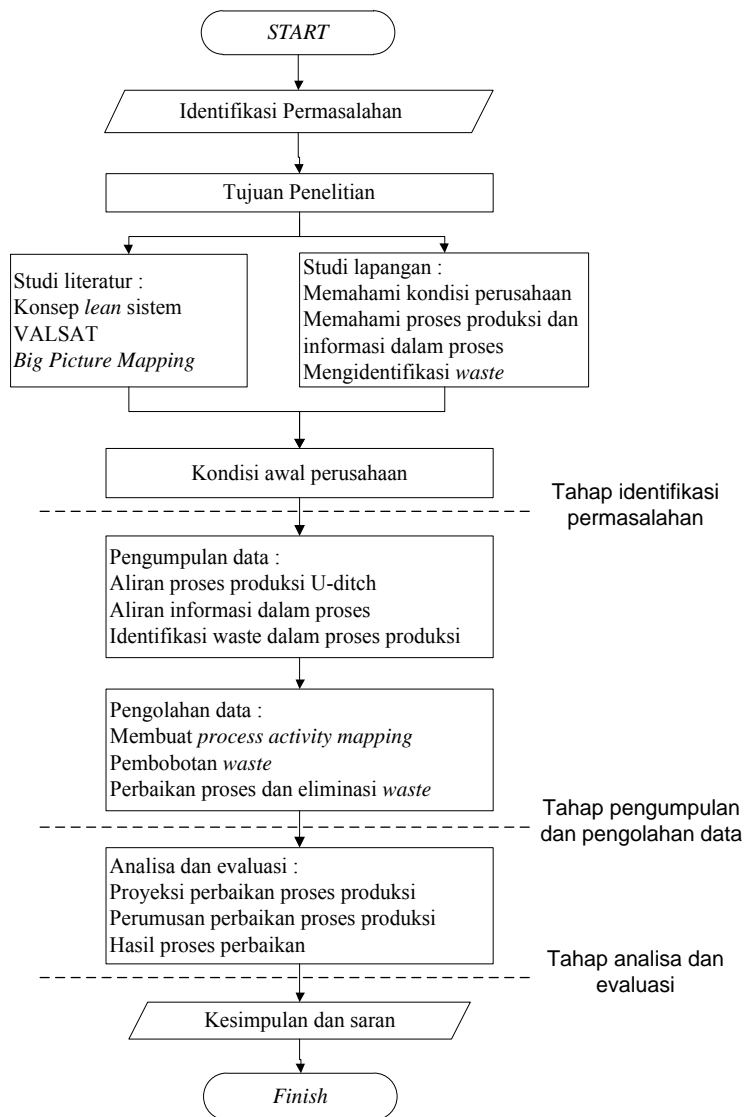 START
Identifikasi Permasalahan
Tujuan Penelitian
Studi literatur :
Konsep lean sistem
VALSAT
Big Picture Mapping
Studi lapangan :
Memahami kondisi perusahaan
Memahami proses produksi dan
informasi dalam proses
Mengidentifikasi waste
Kondisi awal perusahaan
Tahap identifikasi
permasalahan
Pengumpulan data :
Aliran proses produksi U-ditch
Aliran informasi dalam proses
Identifikasi waste dalam proses produksi
Pengolahan data :
Membuat process activity mapping
Pembobotan waste
Perbaikan proses dan eliminasi waste
Tahap pengumpulan
dan pengolahan data
Analisa dan evaluasi :
Proyeksi perbaikan proses produksi
Perumusan perbaikan proses produksi
Hasil proses perbaikan
Tahap analisa dan
evaluasi
Kesimpulan dan saran
Finish